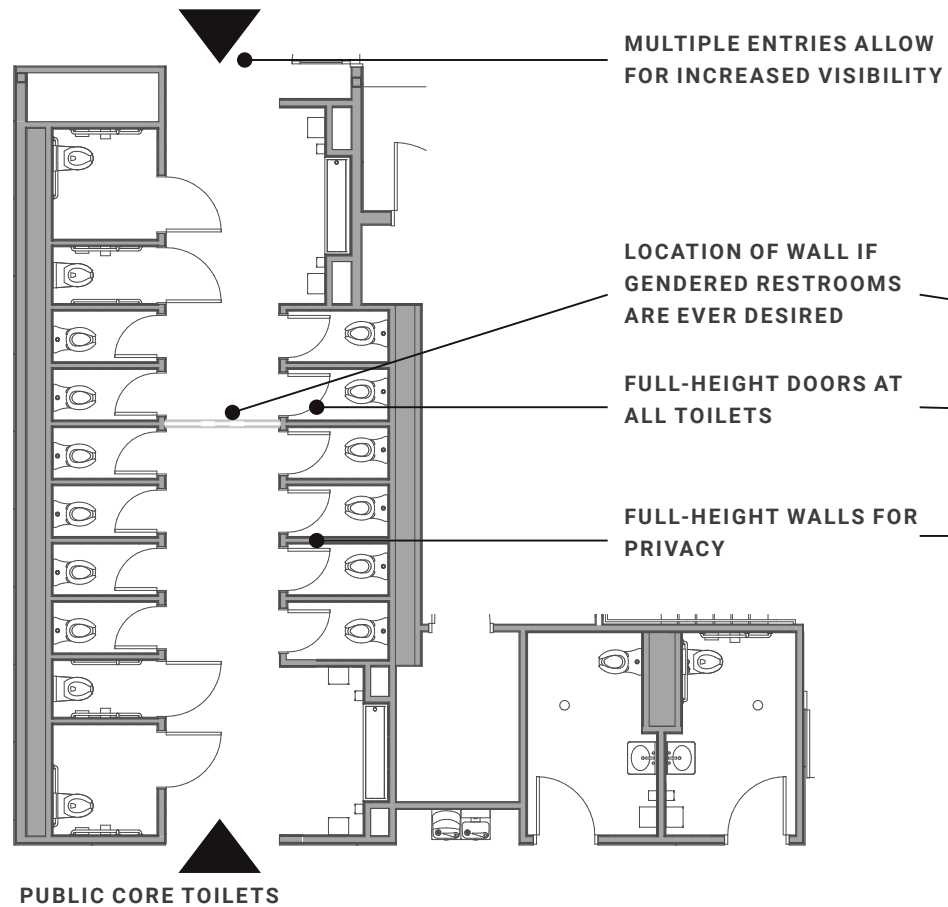 MULTIPLE ENTRIES ALLOW
FOR INCREASED VISIBILITY
LOCATION OF WALL IF
GENDERED RESTROOMS
ARE EVER DESIRED
FULL-HEIGHT DOORS AT
ALL TOILETS
FULL-HEIGHT WALLS FOR
PRIVACY
PUBLIC CORE TOILETS